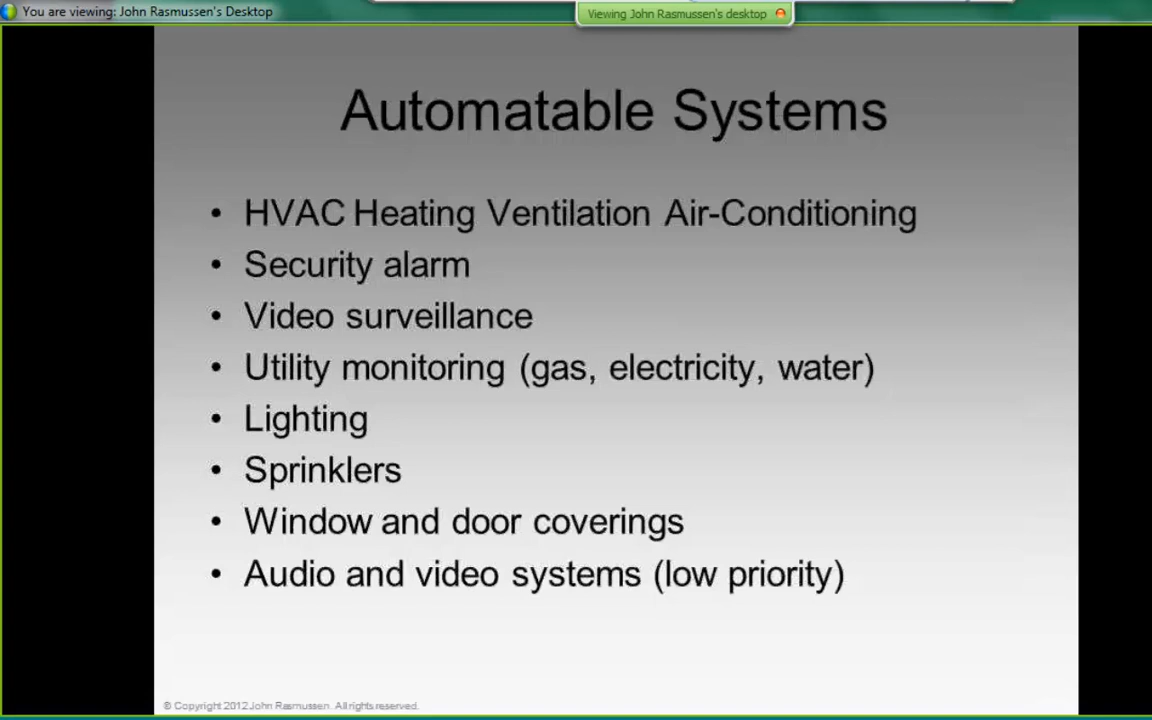 You are viewing: John Rasmussen's Desktop
Viewing John Rasmussen's desktop
Automatable Systems
• HVAC Heating Ventilation Air-Conditioning
• Security alarm
• Video surveillance
• Utility monitoring (gas, electricity, water)
• Lighting
• Sprinklers
• Window and door coverings
• Audio and video systems (low priority)
© Copyright 2012 John Rasmussen. All rights reserved.